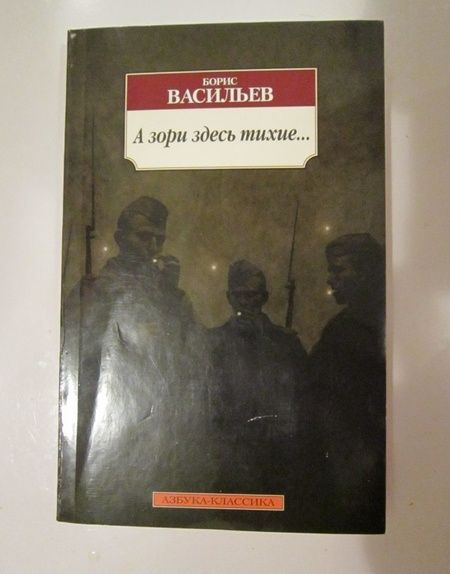 БОРИС
ВАСИЛЬЕВ
А зори здесь тихие...
АЗБУКА-КЛАССИКА